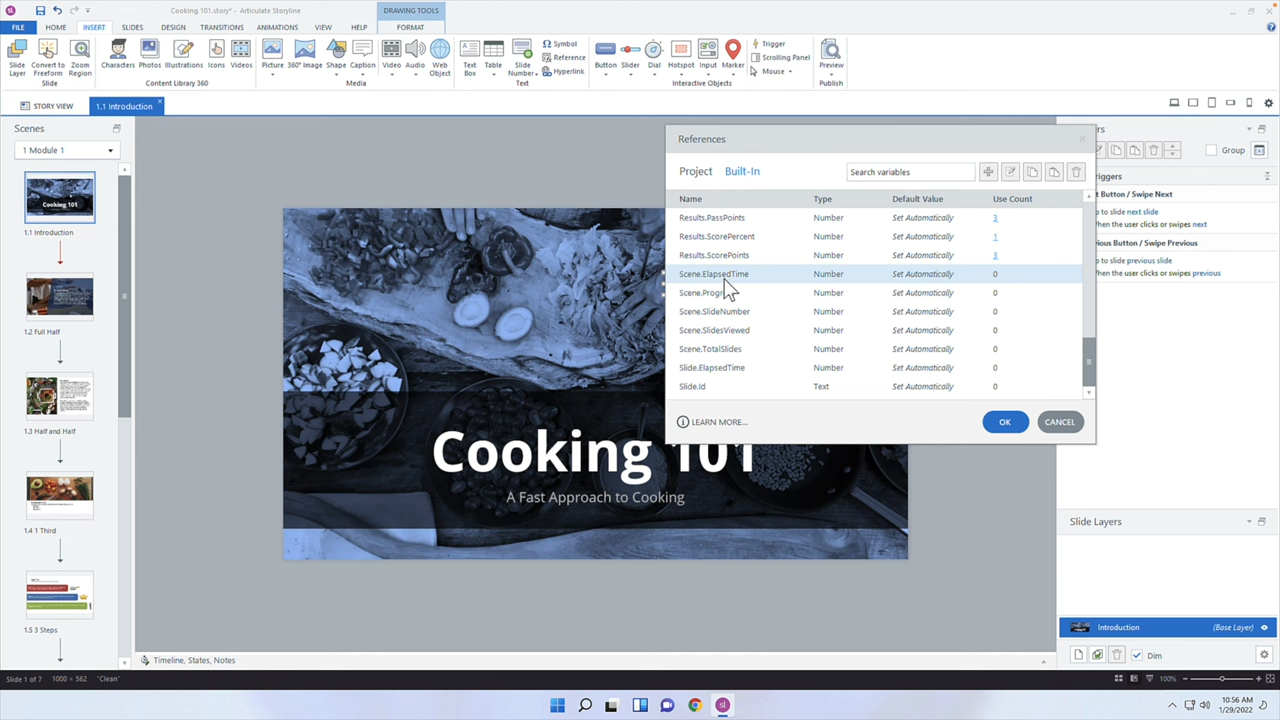 Cooking 101.story* - Articulate Storyline
DRAWING TOOLS
FILE HOME INSERT SLIDES DESIGN TRANSITIONS ANIMATIONS VIEW HELP FORMAT
Slide Layer
Convert to Freeform
Zoom Region
Slide
Characters
Photos
Illustrations
Icons
Videos
Content Library 360
Picture
360° Image
Shape
Caption
Video
Audio
Web Object
Media
Text Box
Table
Slide Number
Symbol
Reference
Hyperlink
Text
Button
Slider
Dial
Hotspot
Input
Marker
Trigger
Scrolling Panel
Mouse
Interactive Objects
Preview
Publish
STORY VIEW
1.1 Introduction
Scenes
1 Module 1
Cooking 101
1.1 Introduction
1.2 Full Half
1.3 Half and Half
1.4 1 Third
1.5 3 Steps
Cooking 101
A Fast Approach to Cooking
References
Project Built-In
Search variables
Name Type Default Value Use Count
Results.PassPoints Number Set Automatically 3
Results.ScorePercent Number Set Automatically 1
Results.ScorePoints Number Set Automatically 3
Scene.ElapsedTime Number Set Automatically 0
Scene.Progr Number Set Automatically 0
Scene.SlideNumber Number Set Automatically 0
Scene.SlidesViewed Number Set Automatically 0
Scene.TotalSlides Number Set Automatically 0
Slide.ElapsedTime Number Set Automatically 0
Slide.Id Text Set Automatically 0
LEARN MORE...
OK
CANCEL
ers
Group
riggers
t Button / Swipe Next
p to slide next slide
hen the user clicks or swipes next
ious Button / Swipe Previous
p to slide previous slide
hen the user clicks or swipes previous
Slide Layers
Introduction (Base Layer)
Dim
Timeline, States, Notes
Slide 1 of 7 1000 × 562 "Clean"
100%
10:56 AM
1/29/2022